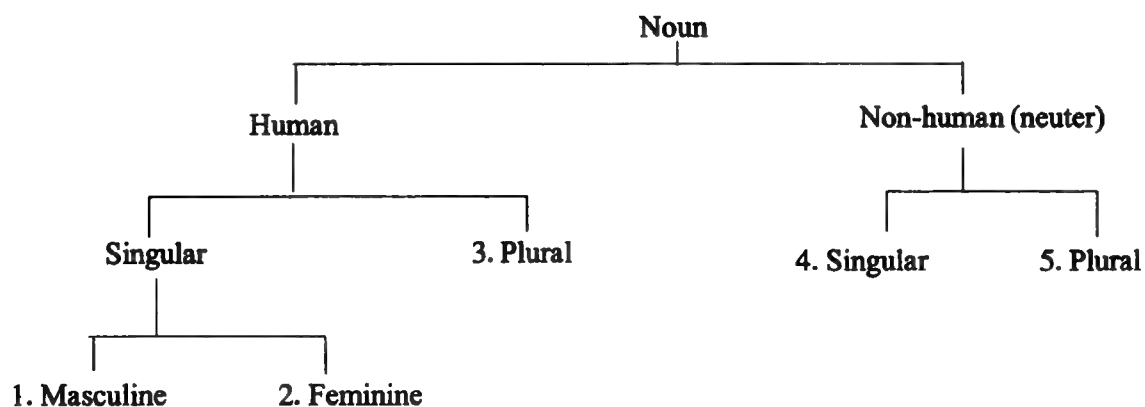 Noun
Human
Non-human (neuter)
Singular
3. Plural
4. Singular
5. Plural
1. Masculine
2. Feminine